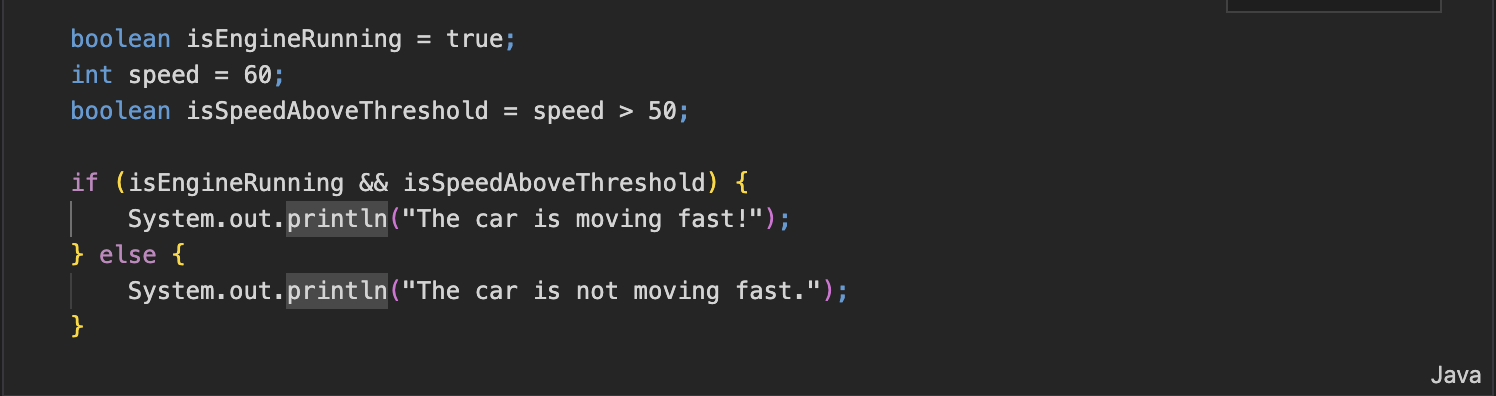 boolean isEngineRunning = true;
int speed = 60;
boolean isSpeedAboveThreshold = speed > 50;

if (isEngineRunning && isSpeedAboveThreshold) {
    System.out.println("The car is moving fast!");
} else {
    System.out.println("The car is not moving fast.");
}
Java